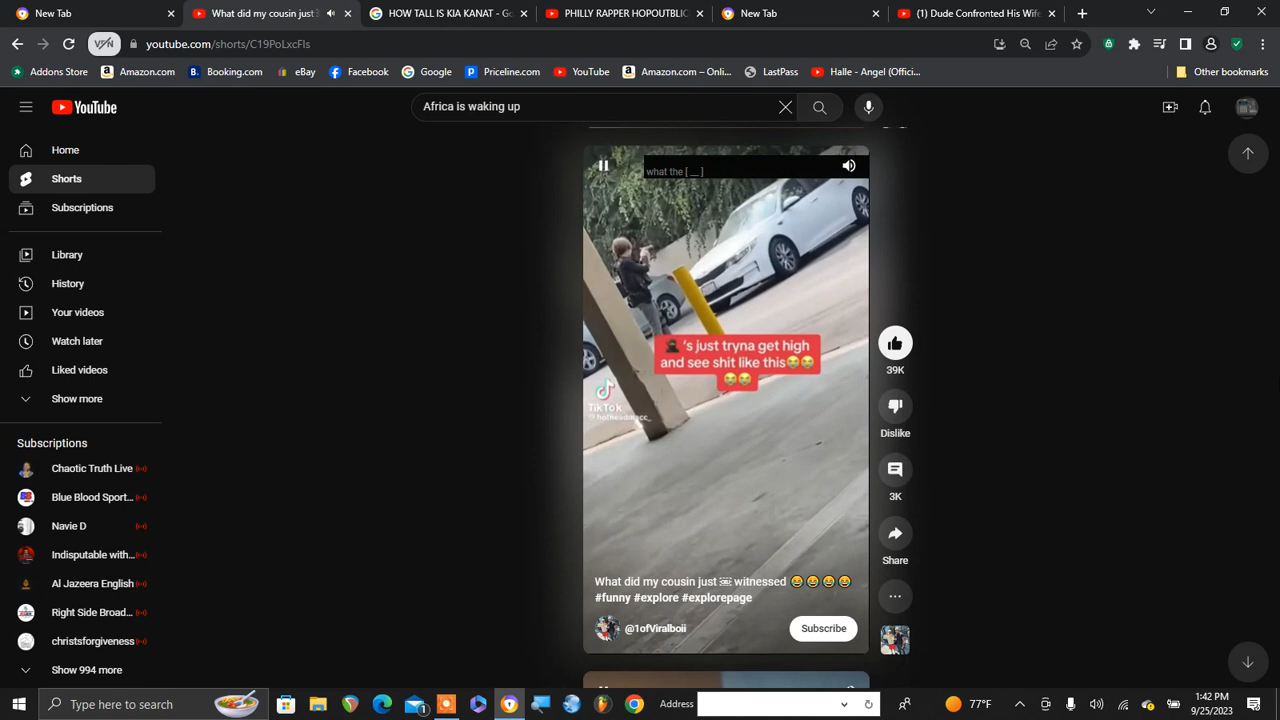 New Tab
What did my cousin just
HOW TALL IS KIA KANAT - Go
PHILLY RAPPER HOPOUTBLIC
New Tab
(1) Dude Confronted His Wife
VPN
youtube.com/shorts/C19PoLxcFIs
Addons Store
Amazon.com
Booking.com
eBay
Facebook
Google
Priceline.com
YouTube
Amazon.com – Onli...
LastPass
Halle - Angel (Offici...
Other bookmarks
YouTube
Africa is waking up
Home
Shorts
Subscriptions
Library
History
Your videos
Watch later
Liked videos
Show more
Subscriptions
Chaotic Truth Live
Blue Blood Sport...
Navie D
Indisputable with...
Al Jazeera English
Right Side Broad...
christsforgiveness
Show 994 more
what the [ __ ]
's just tryna get high
and see shit like this😭😭
😭😭
TikTok
39K
Dislike
3K
Share
What did my cousin just ￼ witnessed 😂😂😂😂
#funny #explore #explorepage
@1ofViralboii
Subscribe
Type here to search
Address
77°F
1:42 PM
9/25/2023